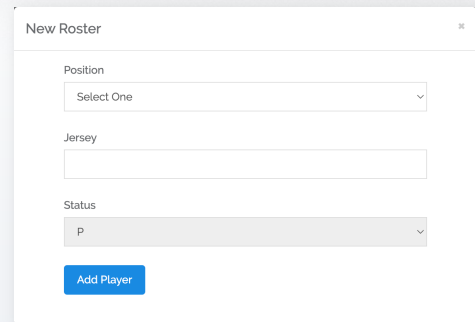 New Roster
×
Position
Select One
Jersey
Status
P
Add Player